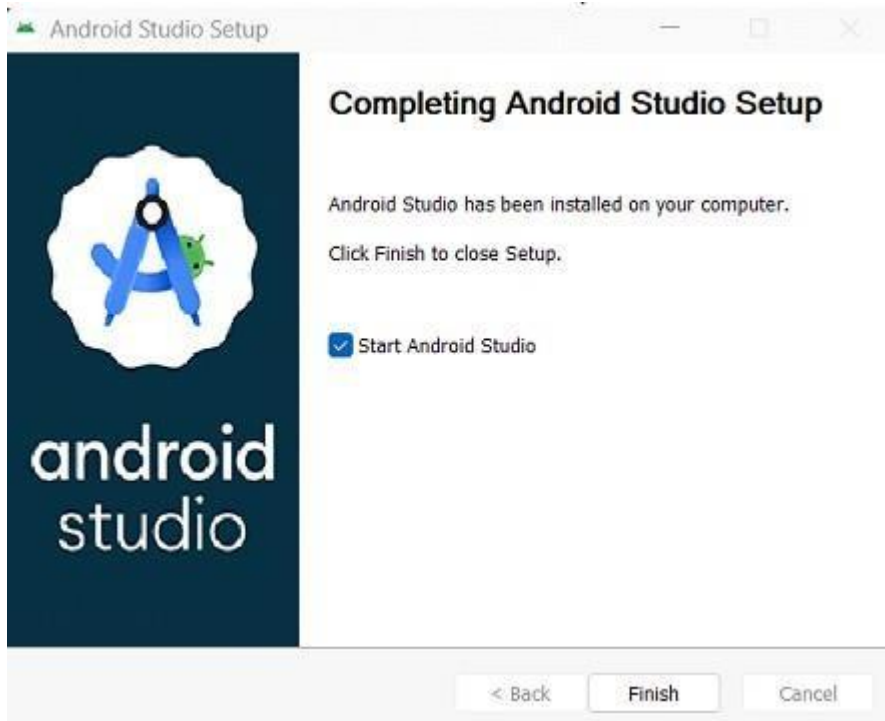 Android Studio Setup
Completing Android Studio Setup
Android Studio has been installed on your computer.
Click Finish to close Setup.
Start Android Studio
android
studio
< Back
Finish
Cancel